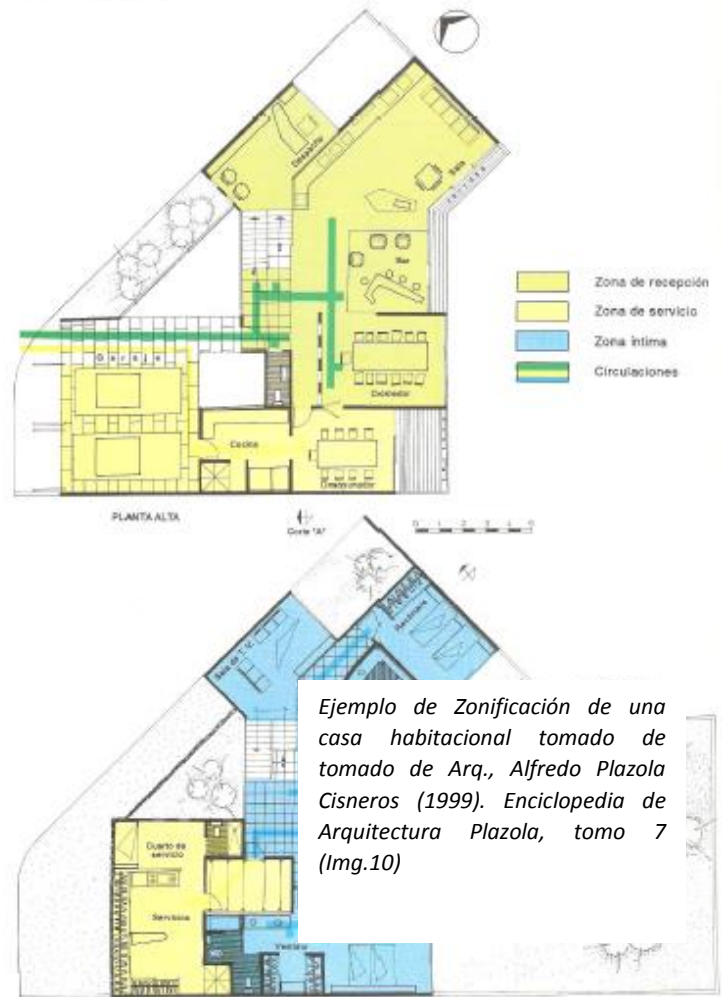 Despacho
Sala
Bar
Garaje
Comedor
Cocina
Desayunador
Zona de recepción
Zona de servicio
Zona íntima
Circulaciones
PLANTA ALTA
Corte "A"
Sala de T. V.
Recámara
Cuarto de
servicio
Servicios
Vestidor
Ejemplo de Zonificación de una
casa habitacional tomado de
tomado de Arq., Alfredo Plazola
Cisneros (1999). Enciclopedia de
Arquitectura Plazola, tomo 7
(Img.10)